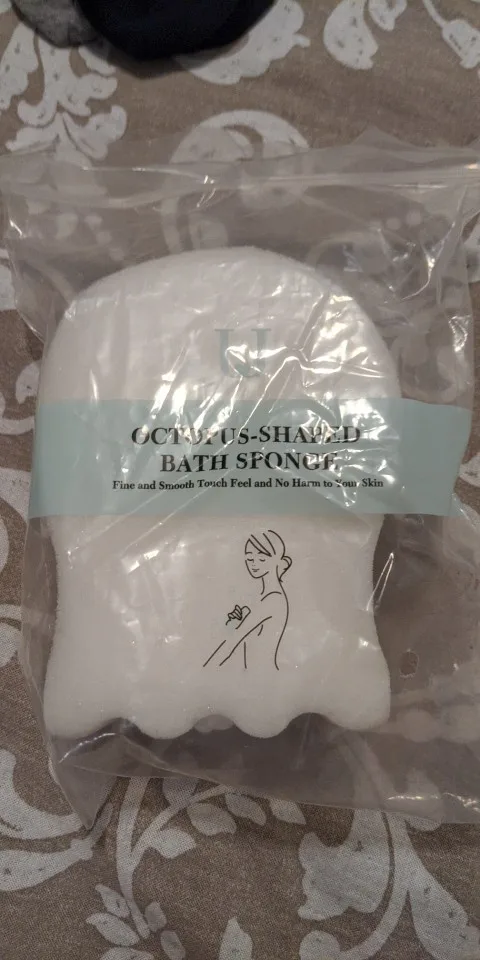 U
OCTOPUS-SHAPED
BATH SPONGE
Fine and Smooth Touch Feel and No Harm to Your Skin